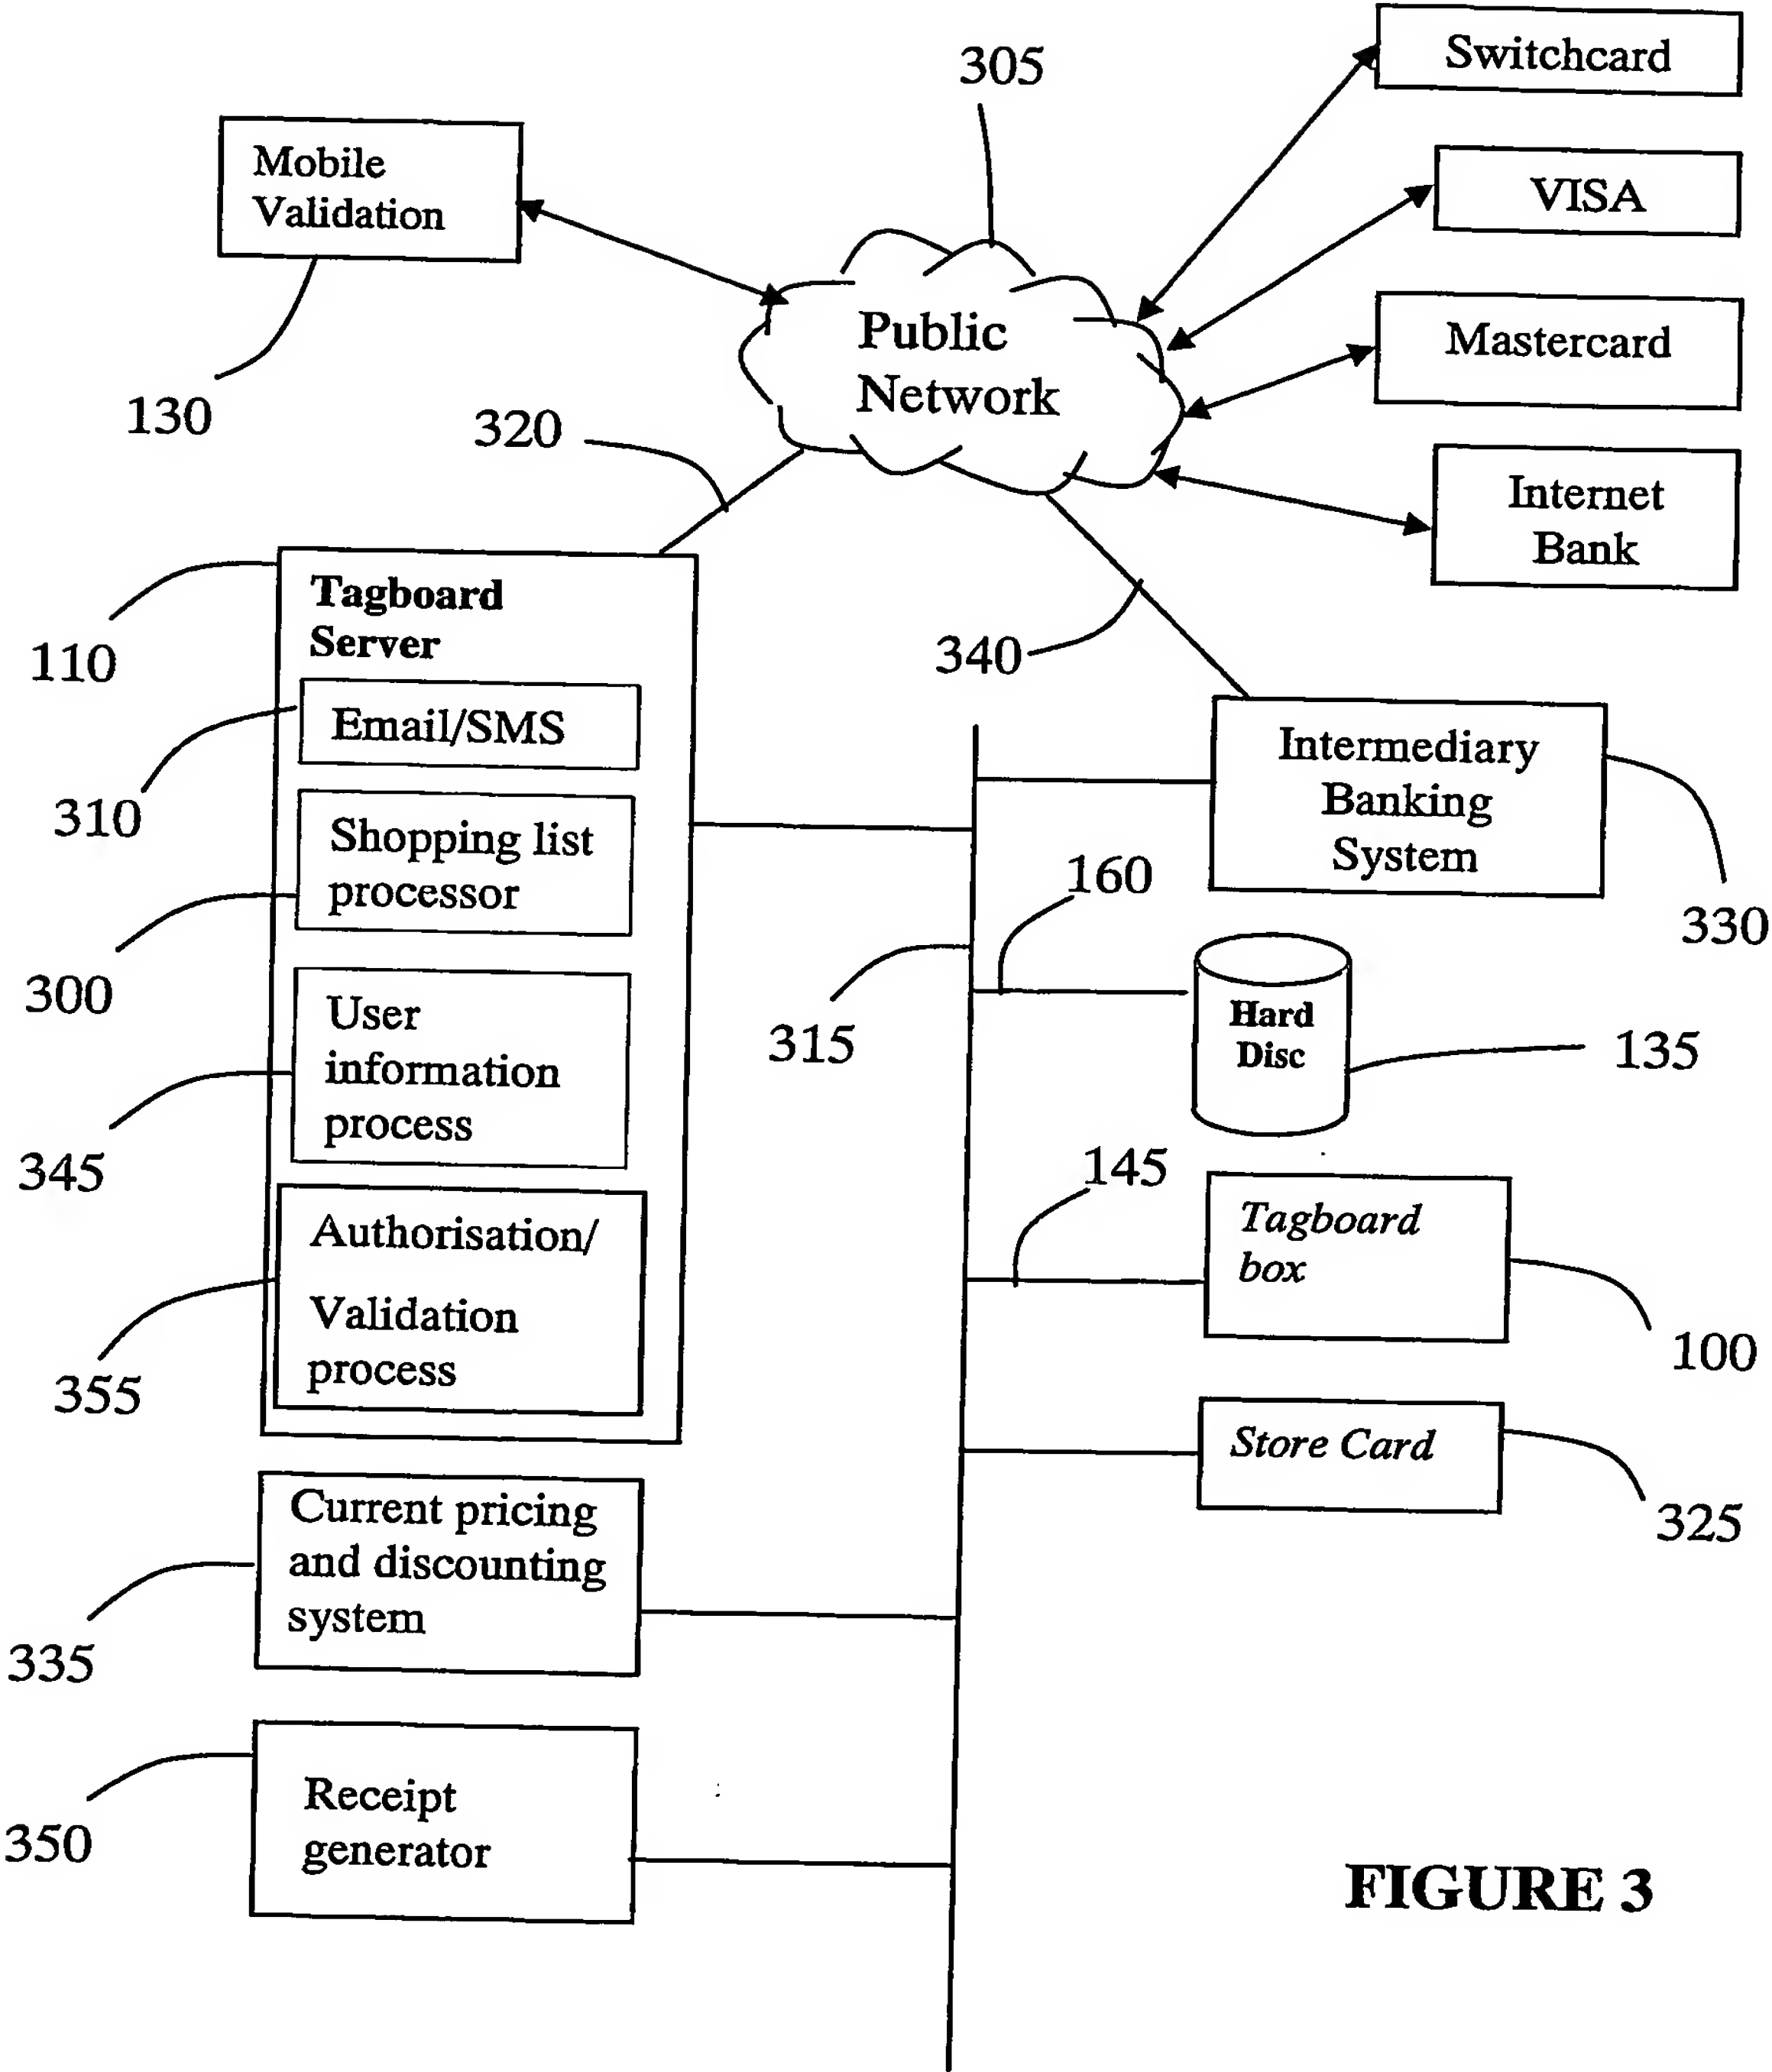 305
Switchcard
Mobile
Validation
VISA
Public
Network
Mastercard
130
320
Internet
Bank
110
Tagboard
Server
340
310
Email/SMS
Intermediary
Banking
System
330
Shopping list
processor
300
160
315
Hard
Disc
135
User
information
process
345
145
Tagboard
box
100
Authorisation/
Validation
process
355
Store Card
325
Current pricing
and discounting
system
335
Receipt
generator
350
FIGURE 3